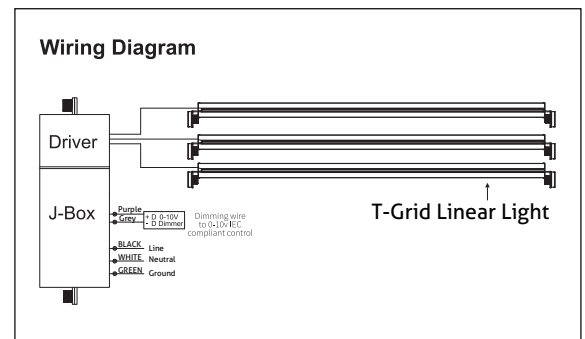 Wiring Diagram
Driver
J-Box
Purple
Grey
+ D 0-10V
- D Dimmer
Dimming wire
to 0-10v IEC
compliant control
BLACK Line
WHITE Neutral
GREEN Ground
T-Grid Linear Light